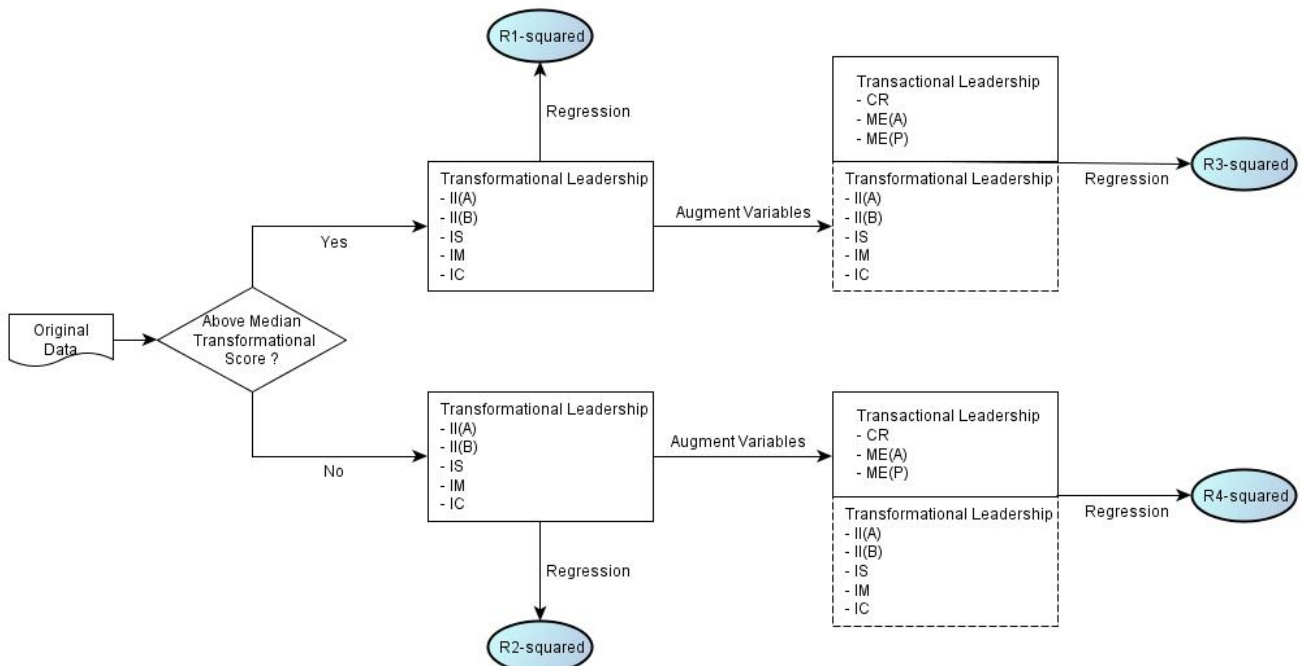 R1-squared
Regression
Transactional Leadership
- CR
- ME(A)
- ME(P)
Transformational Leadership
- II(A)
- II(B)
- IS
- IM
- IC
Augment Variables
Transformational Leadership
- II(A)
- II(B)
- IS
- IM
- IC
Regression
R3-squared
Yes
Original
Data
Above Median
Transformational
Score ?
No
Transformational Leadership
- II(A)
- II(B)
- IS
- IM
- IC
Augment Variables
Transactional Leadership
- CR
- ME(A)
- ME(P)
Transformational Leadership
- II(A)
- II(B)
- IS
- IM
- IC
Regression
R4-squared
Regression
R2-squared